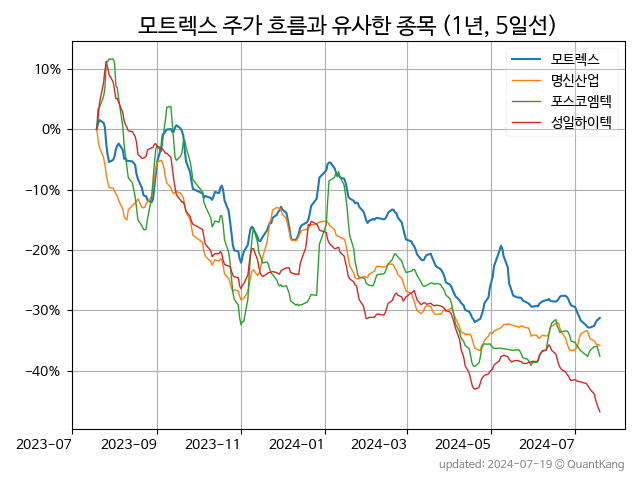 모트렉스 주가 흐름과 유사한 종목 (1년, 5일선)
모트렉스
명신산업
포스코엠텍
성일하이텍
10%
0%
−10%
−20%
−30%
−40%
2023-07
2023-09
2023-11
2024-01
2024-03
2024-05
2024-07
updated: 2024-07-19 © QuantKang